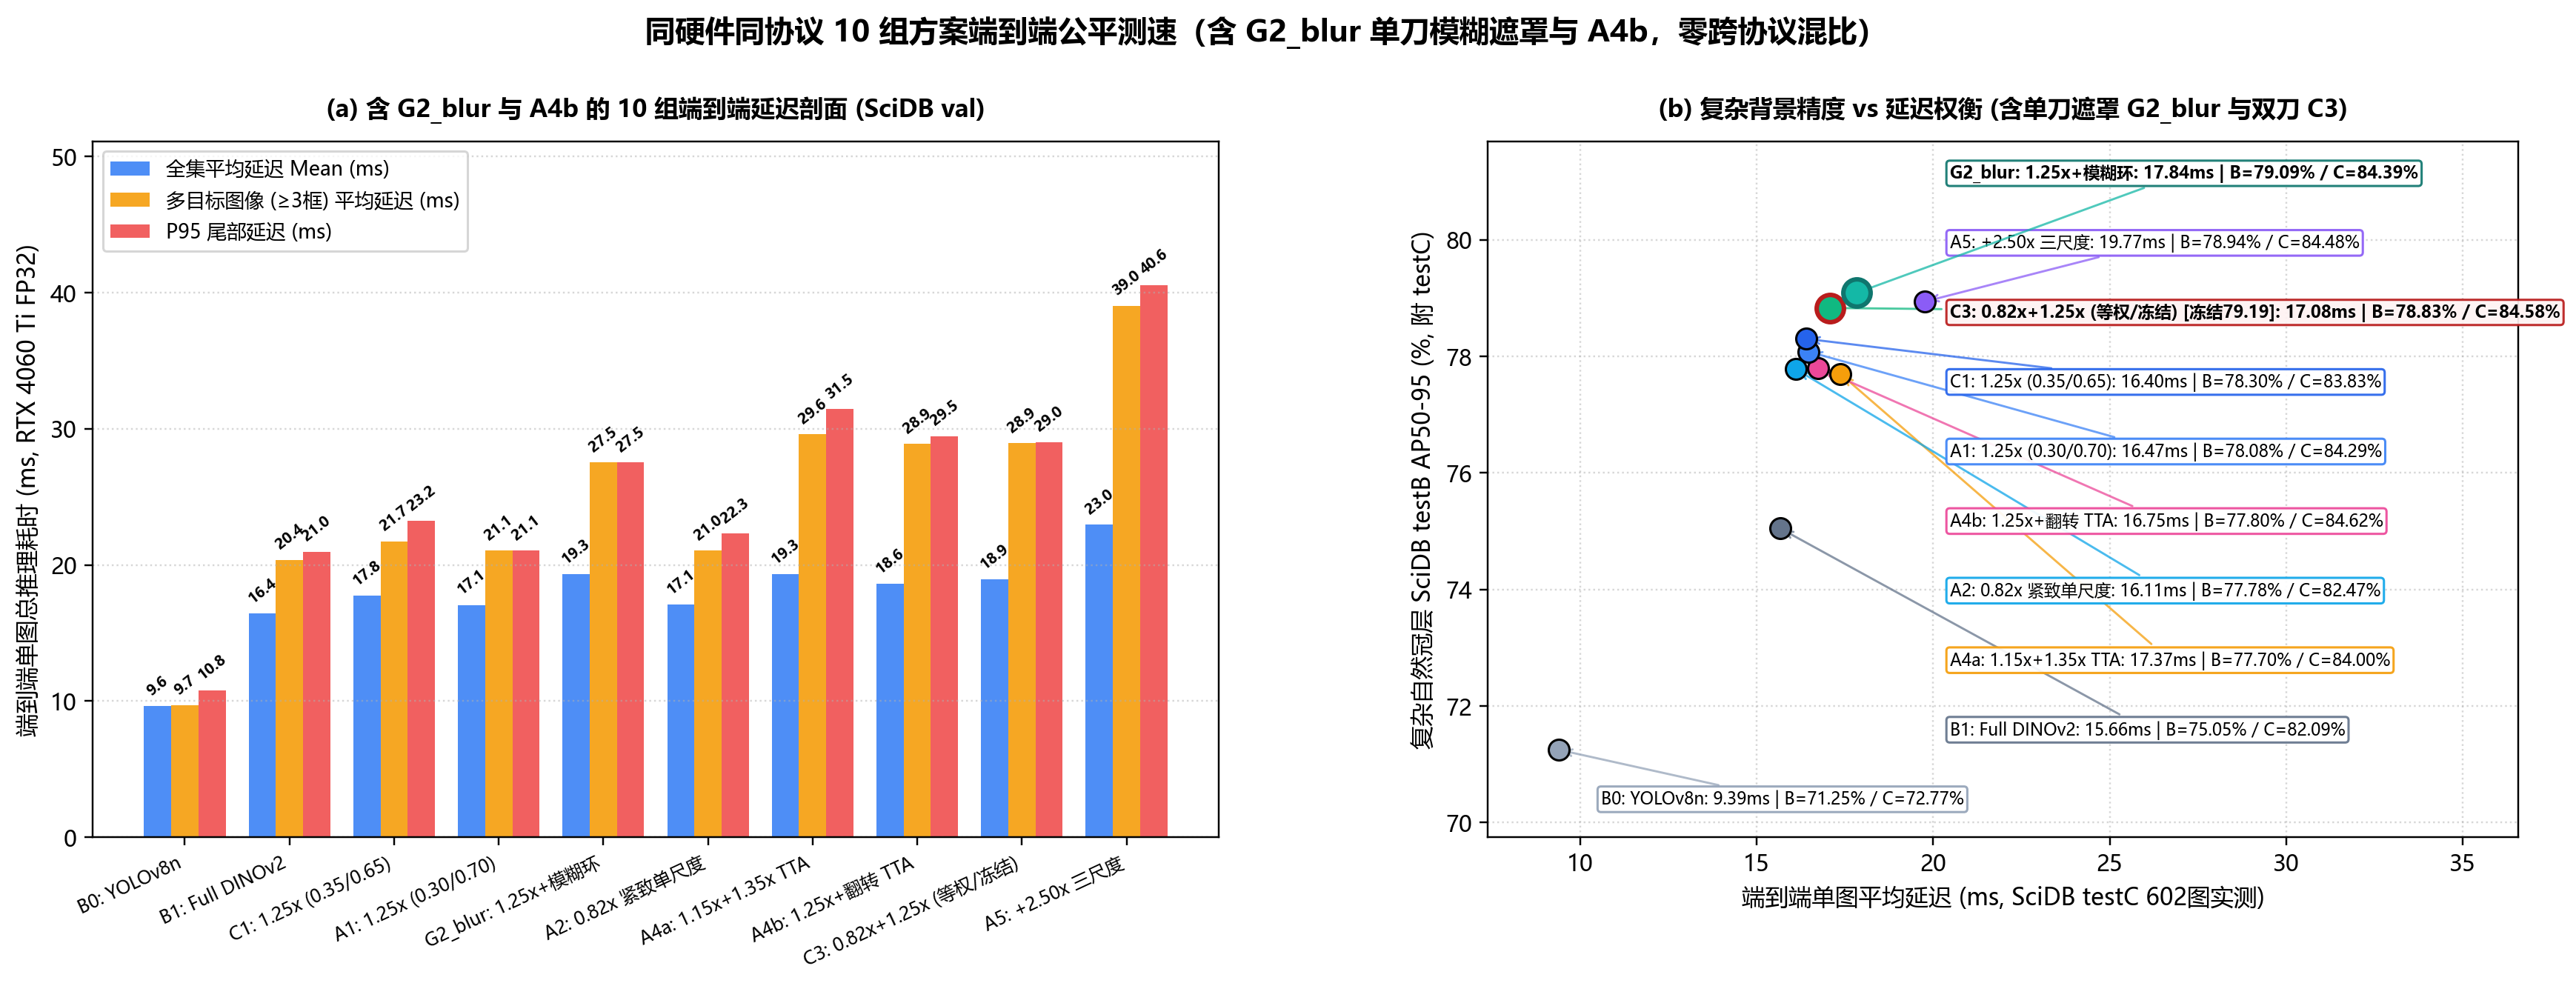 同硬件同协议 10 组方案端到端公平测速（含 G2_blur 单刀模糊遮罩与 A4b，零跨协议混比）
(a) 含 G2_blur 与 A4b 的 10 组端到端延迟剖面 (SciDB val)
端到端单图总推理耗时 (ms, RTX 4060 Ti FP32)
50
40
30
20
10
0
全集平均延迟 Mean (ms)
多目标图像 (≥3框) 平均延迟 (ms)
P95 尾部延迟 (ms)
9.6 9.7 10.8
16.4 20.4 21.0
17.8 21.7 23.2
17.1 21.1 21.1
19.3 27.5 27.5
17.1 21.0 22.3
19.3 29.6 31.5
18.6 28.9 29.5
18.9 28.9 29.0
23.0 39.0 40.6
B0: YOLOv8n
B1: Full DINOv2
C1: 1.25x (0.35/0.65)
A1: 1.25x (0.30/0.70)
G2_blur: 1.25x+模糊环
A2: 0.82x 紧致单尺度
A4a: 1.15x+1.35x TTA
A4b: 1.25x+翻转 TTA
C3: 0.82x+1.25x (等权/冻结)
A5: +2.50x 三尺度
(b) 复杂背景精度 vs 延迟权衡 (含单刀遮罩 G2_blur 与双刀 C3)
复杂自然冠层 SciDB testB AP50-95 (%, 附 testC)
80
78
76
74
72
70
G2_blur: 1.25x+模糊环: 17.84ms | B=79.09% / C=84.39%
A5: +2.50x 三尺度: 19.77ms | B=78.94% / C=84.48%
C3: 0.82x+1.25x (等权/冻结) [冻结79.19]: 17.08ms | B=78.83% / C=84.58%
C1: 1.25x (0.35/0.65): 16.40ms | B=78.30% / C=83.83%
A1: 1.25x (0.30/0.70): 16.47ms | B=78.08% / C=84.29%
A4b: 1.25x+翻转 TTA: 16.75ms | B=77.80% / C=84.62%
A2: 0.82x 紧致单尺度: 16.11ms | B=77.78% / C=82.47%
A4a: 1.15x+1.35x TTA: 17.37ms | B=77.70% / C=84.00%
B1: Full DINOv2: 15.66ms | B=75.05% / C=82.09%
B0: YOLOv8n: 9.39ms | B=71.25% / C=72.77%
10 15 20 25 30 35
端到端单图平均延迟 (ms, SciDB testC 602图实测)